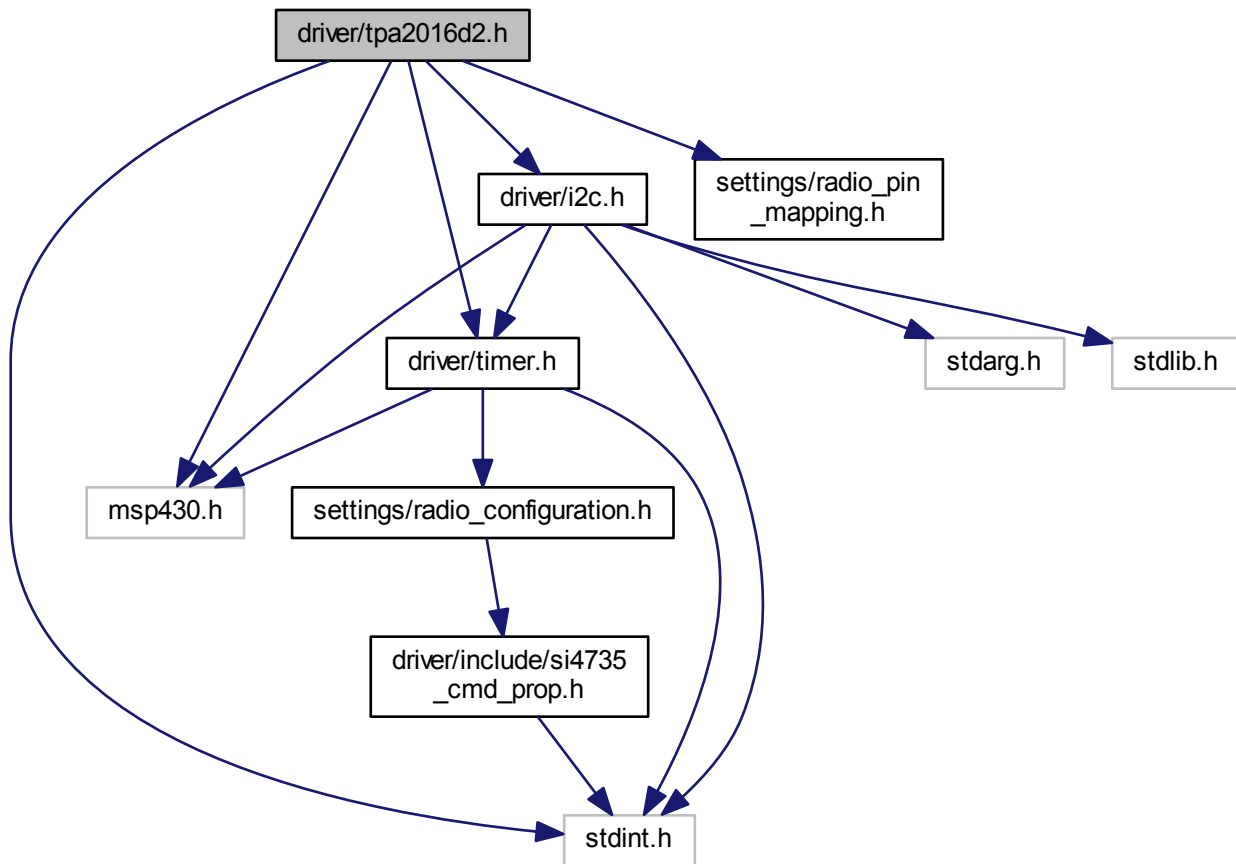 driver/tpa2016d2.h
driver/i2c.h
settings/radio_pin
_mapping.h
driver/timer.h
stdarg.h
stdlib.h
msp430.h
settings/radio_configuration.h
driver/include/si4735
_cmd_prop.h
stdint.h